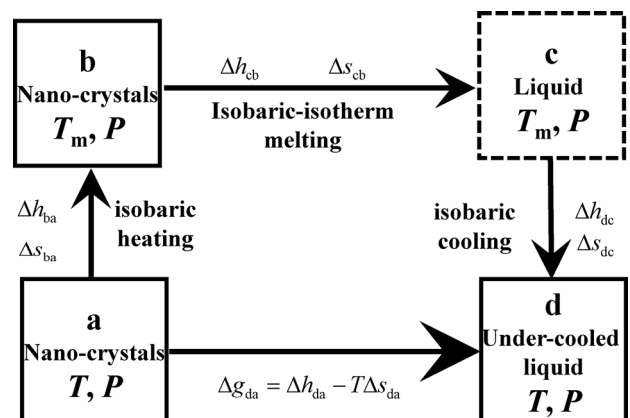 b
Nano-crystals
Tm, P
Δhcb Δscb
Isobaric-isotherm
melting
c
Liquid
Tm, P
Δhba
Δsba
isobaric
heating
isobaric
cooling
Δhdc
Δsdc
a
Nano-crystals
T, P
Δgda = Δhda − TΔsda
d
Under-cooled
liquid
T, P